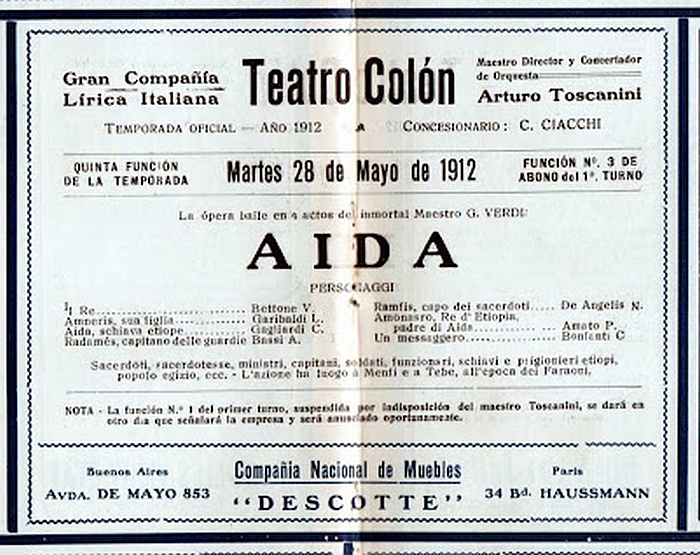 Gran Compañía
Lírica Italiana
Teatro Colón
Maestro Director y Concertador
de Orquesta
Arturo Toscanini
TEMPORADA OFICIAL — AÑO 1912
CONCESIONARIO: C. CIACCHI
QUINTA FUNCIÓN
DE LA TEMPORADA
Martes 28 de Mayo de 1912
FUNCIÓN Nº. 3 DE
ABONO del 1º. TURNO
La ópera baile en 4 actos del inmortal Maestro G. VERDI:
AIDA
PERSONAGGI
Il Re.......... Bettone V.
Amneris, sua figlia.......... Garibaldi L.
Aida, schiava etiope.......... Gagliardi C.
Radamés, capitano delle guardie Bassi A.
Ramfis, capo dei sacerdoti..... De Angelis N.
Amonasro, Re d' Etiopia,
padre di Aida.......... Amato P.
Un messaggero.......... Bonfanti C
Sacerdoti, sacerdotesse, ministri, capitani, soldati, funzionari, schiavi e prigionieri etiopi,
popolo egizio, ecc. - L'azione ha luogo à Menfi e a Tebe, all'epoca dei Faraoni,
NOTA - La función N.º 1 del primer turno, suspendida por indisposición del maestro Toscanini, se dará en
otro dia que señalará la empresa y será anunciado oportunamente.
Buenos Aires
AVDA. DE MAYO 853
Compañía Nacional de Muebles
“DESCOTTE”
Paris
34 Bd. HAUSSMANN